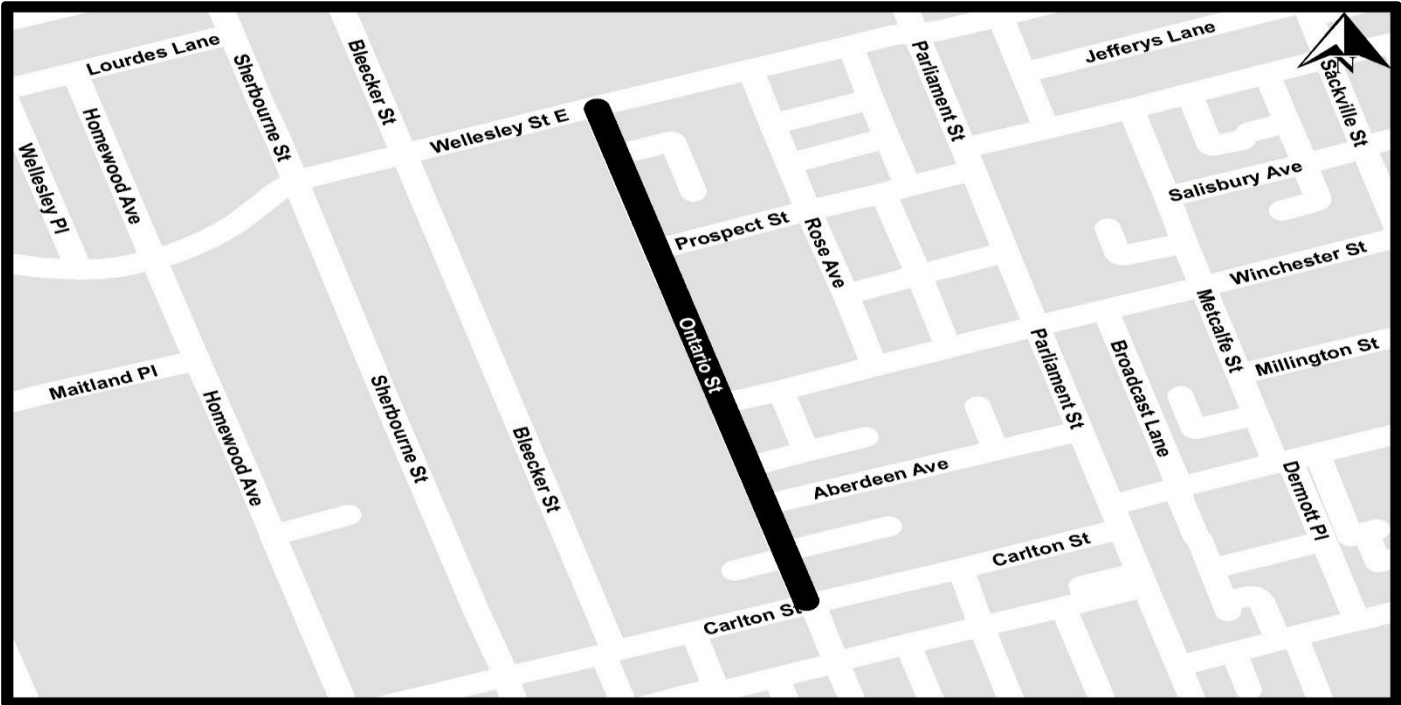 Lourdes Lane
Sherbourne St
Bleecker St
Parliament St
Jefferys Lane
N
Sackville St
Homewood Ave
Wellesley St E
Wellesley Pl
Salisbury Ave
Prospect St
Rose Ave
Winchester St
Ontario St
Metcalfe St
Parliament St
Broadcast Lane
Millington St
Maitland Pl
Homewood Ave
Sherbourne St
Bleecker St
Aberdeen Ave
Dermott Pl
Carlton St
Carlton St